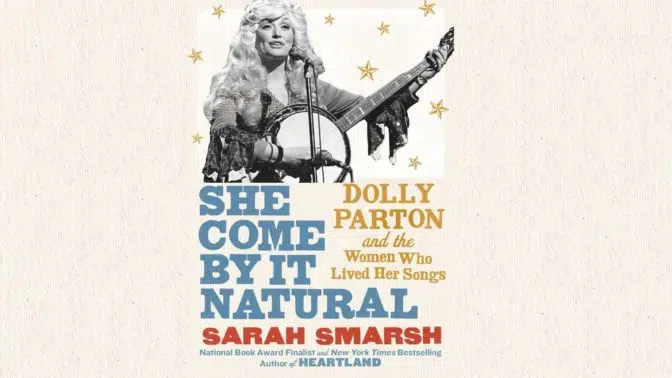 SHE
COME
BY IT
NATURAL
DOLLY
PARTON
and the
Women Who
Lived Her Songs
SARAH SMARSH
National Book Award Finalist and New York Times Bestselling
Author of HEARTLAND